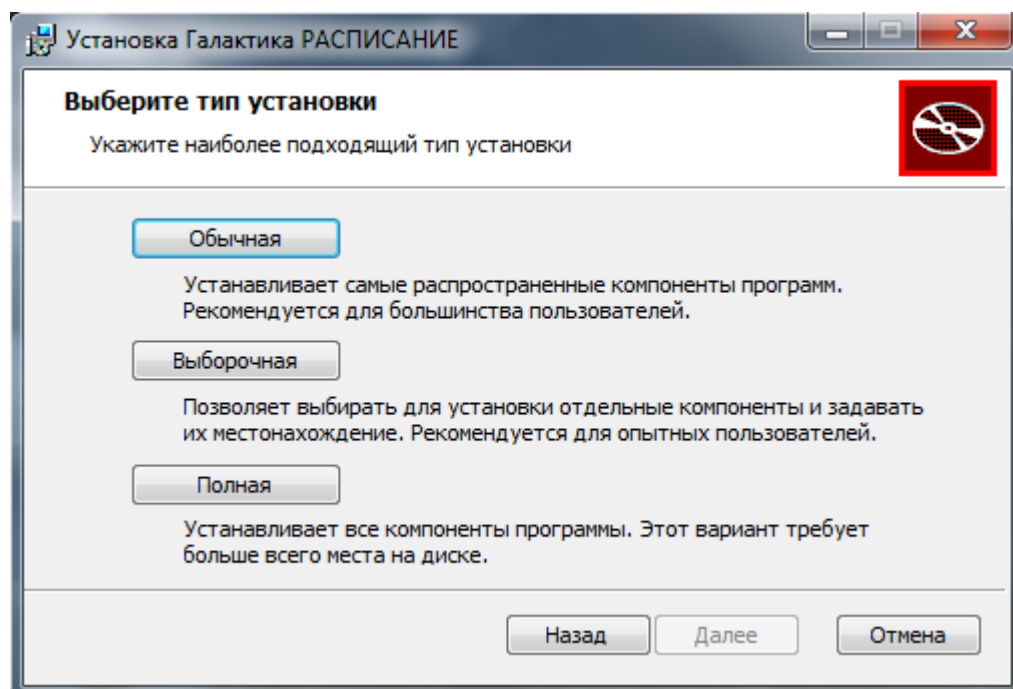 Установка Галактика РАСПИСАНИЕ
Выберите тип установки
Укажите наиболее подходящий тип установки
Обычная
Устанавливает самые распространенные компоненты программ.
Рекомендуется для большинства пользователей.
Выборочная
Позволяет выбирать для установки отдельные компоненты и задавать
их местонахождение. Рекомендуется для опытных пользователей.
Полная
Устанавливает все компоненты программы. Этот вариант требует
больше всего места на диске.
Назад Далее Отмена